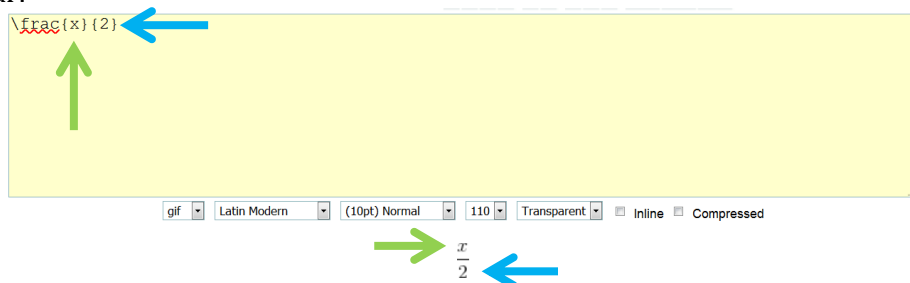 \frac{x}{2}
gif Latin Modern (10pt) Normal 110 Transparent Inline Compressed
x
2